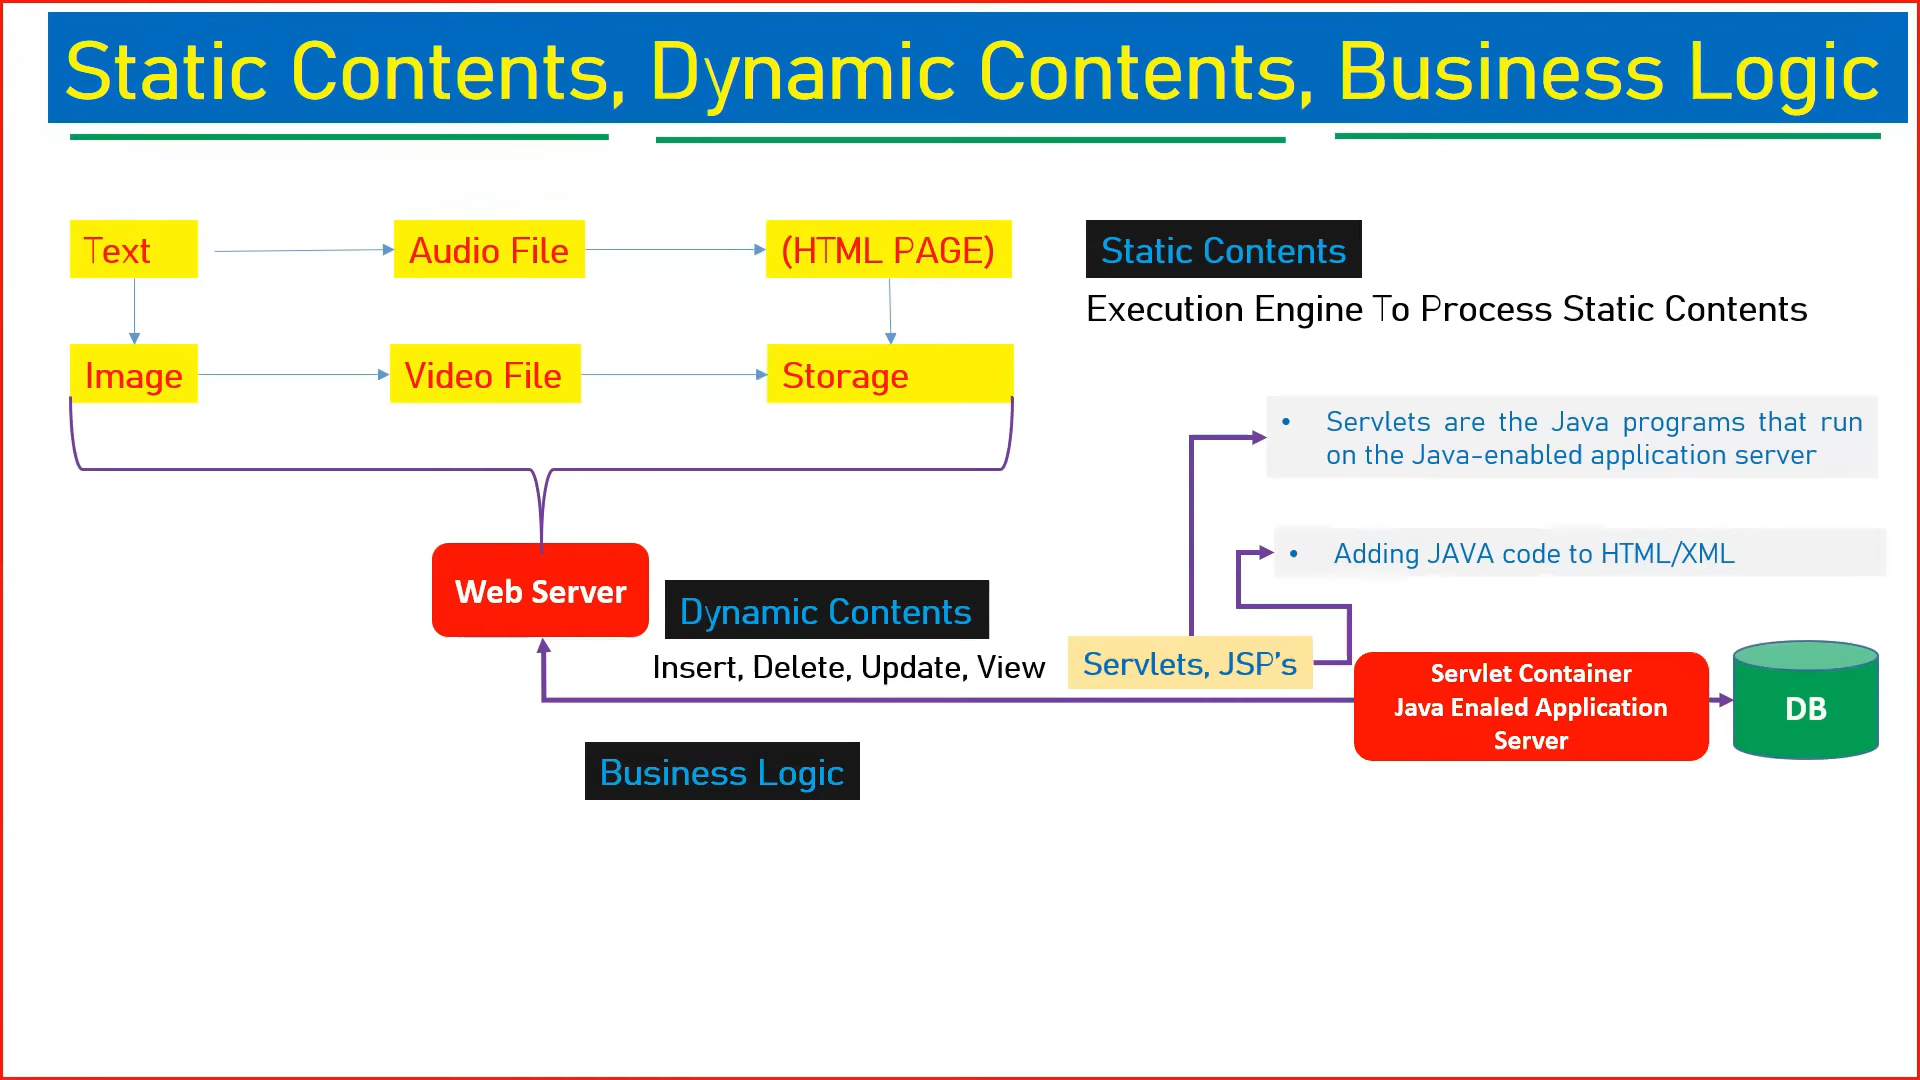 Static Contents, Dynamic Contents, Business Logic
Text
Audio File
(HTML PAGE)
Static Contents
Execution Engine To Process Static Contents
Image
Video File
Storage
• Servlets are the Java programs that run
on the Java-enabled application server
• Adding JAVA code to HTML/XML
Web Server
Dynamic Contents
Insert, Delete, Update, View
Servlets, JSP's
Servlet Container
Java Enaled Application
Server
DB
Business Logic